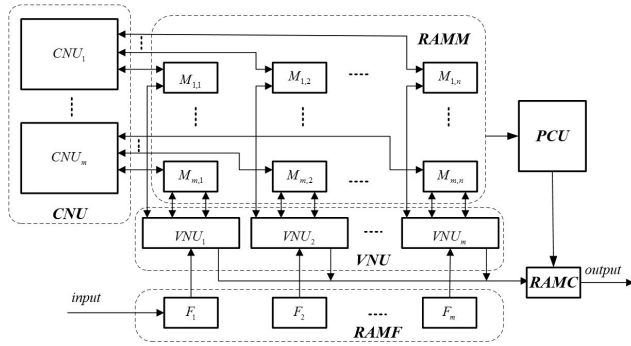 CNU1
RAMM
M1,1
M1,2
M1,n
CNUm
PCU
Mm,1
Mm,2
Mm,n
CNU
VNU1
VNU2
VNUm
VNU
output
RAMC
input
F1
F2
Fm
RAMF